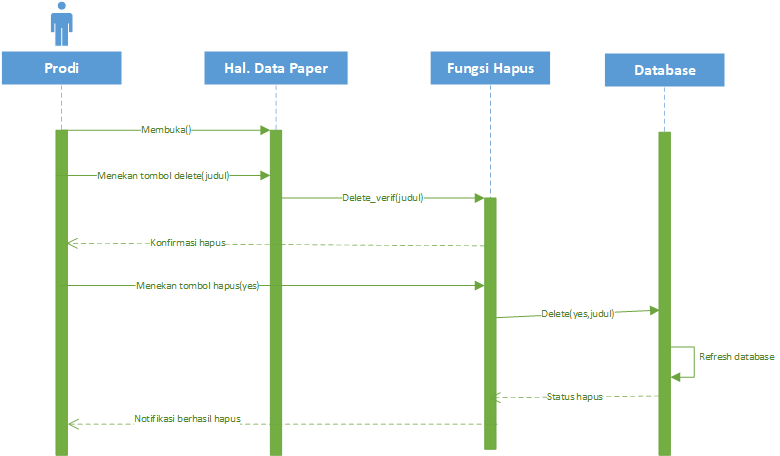 Prodi
Hal. Data Paper
Fungsi Hapus
Database
Membuka()
Menekan tombol delete(judul)
Delete_verif(judul)
Konfirmasi hapus
Menekan tombol hapus(yes)
Delete(yes,judul)
Refresh database
Status hapus
Notifikasi berhasil hapus